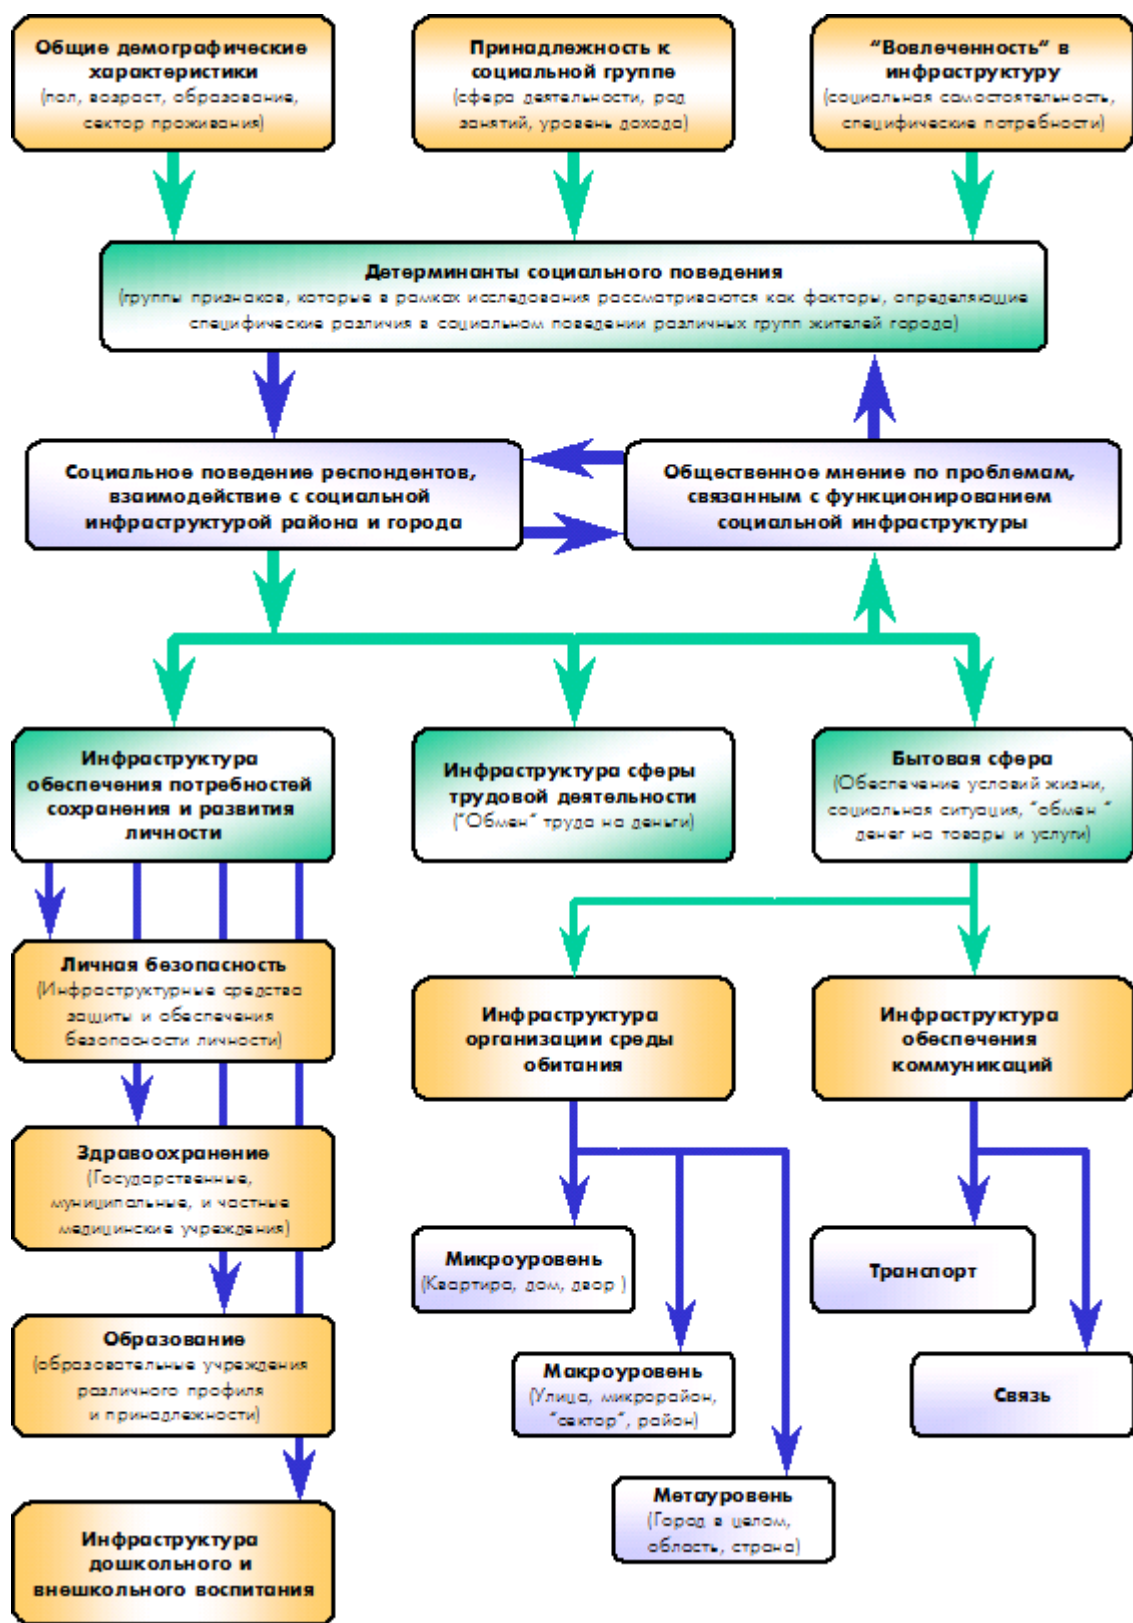 Общие демографические
характеристики
(пол, возраст, образование,
сектор проживания)
Принадлежность к
социальной группе
(сфера деятельности, род
занятий, уровень дохода)
"Вовлеченность" в
инфраструктуру
(социальная самостоятельность,
специфические потребности)
Детерминанты социального поведения
(группы признаков, которые в рамках исследования рассматриваются как факторы, определяющие
специфические различия в социальном поведении различных групп жителей города)
Социальное поведение респондентов,
взаимодействие с социальной
инфраструктурой района и города
Общественное мнение по проблемам,
связанным с функционированием
социальной инфраструктуры
Инфраструктура
обеспечения потребностей
сохранения и развития
личности
Инфраструктура сферы
трудовой деятельности
("Обмен" труда на деньги)
Бытовая сфера
(Обеспечение условий жизни,
социальная ситуация, "обмен "
денег на товары и услуги)
Личная безопасность
(Инфраструктурные средства
защиты и обеспечения
безопасности личности)
Инфраструктура
организации среды
обитания
Инфраструктура
обеспечения
коммуникаций
Здравоохранение
(Государственные,
муниципальные, и частные
медицинские учреждения)
Микроуровень
(Квартира, дом, двор )
Транспорт
Образование
(образовательные учреждения
различного профиля
и принадлежности)
Макроуровень
(Улица, микрорайон,
"сектор", район)
Связь
Метауровень
(Город в целом,
область, страна)
Инфраструктура
дошкольного и
внешкольного воспитания